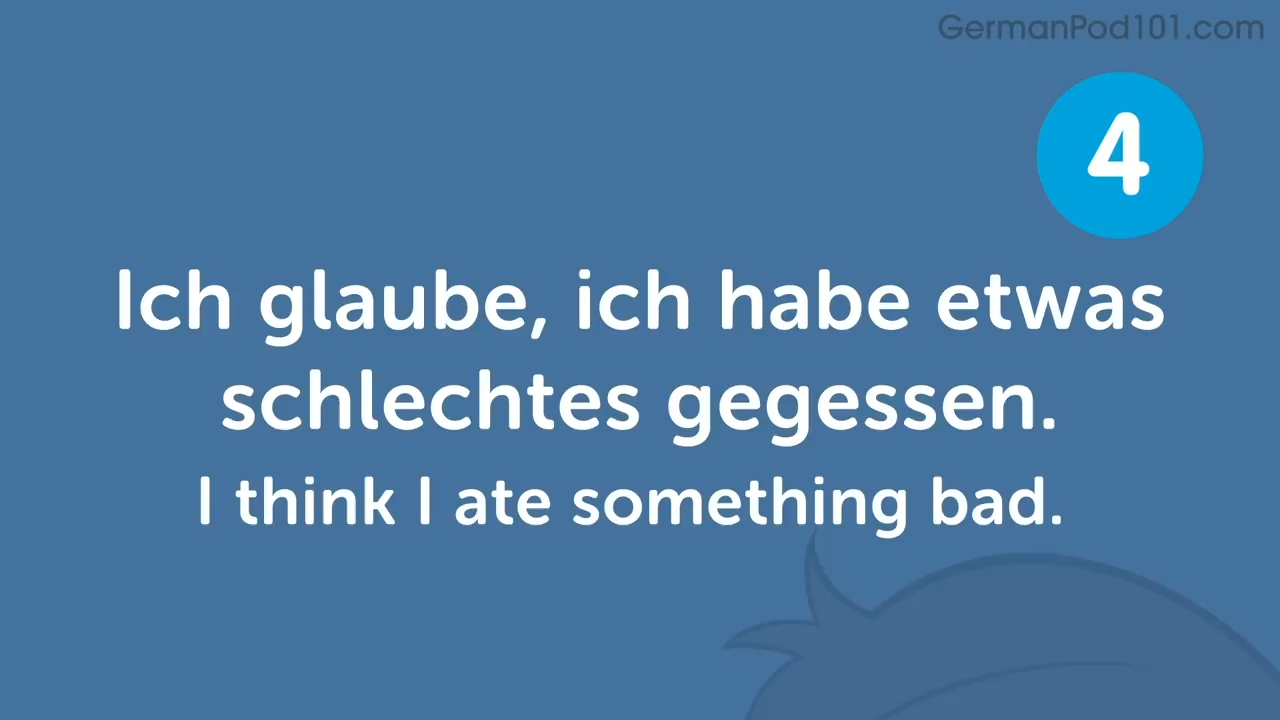 GermanPod101.com
4
Ich glaube, ich habe etwas
schlechtes gegessen.
I think I ate something bad.